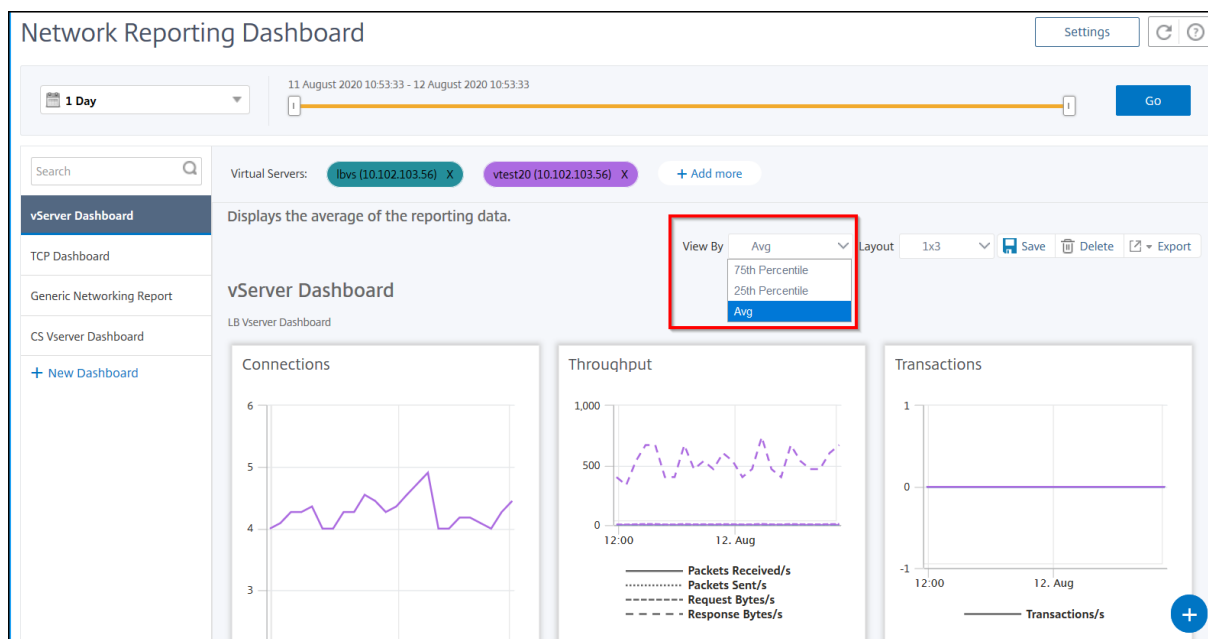 Network Reporting Dashboard
Settings
11 August 2020 10:53:33 - 12 August 2020 10:53:33
1 Day
Go
Search
Virtual Servers:
lbvs (10.102.103.56) X
vtest20 (10.102.103.56) X
+ Add more
vServer Dashboard
TCP Dashboard
Generic Networking Report
CS Vserver Dashboard
+ New Dashboard
Displays the average of the reporting data.
View By
Avg
Layout
1x3
Save
Delete
Export
75th Percentile
25th Percentile
Avg
vServer Dashboard
LB Vserver Dashboard
Connections
6
5
4
3
Throughput
1,000
500
0
12:00
12. Aug
Packets Received/s
Packets Sent/s
Request Bytes/s
Response Bytes/s
Transactions
1
0
-1
12:00
12. Aug
Transactions/s